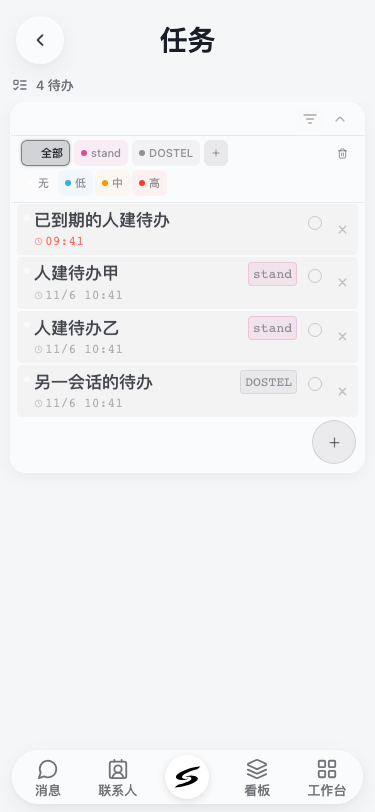 任务
4 待办
全部 stand DOSTEL +
无 低 中 高
已到期的人建待办
09:41
人建待办甲 stand
11/6 10:41
人建待办乙 stand
11/6 10:41
另一会话的待办 DOSTEL
11/6 10:41
+
消息 联系人 看板 工作台